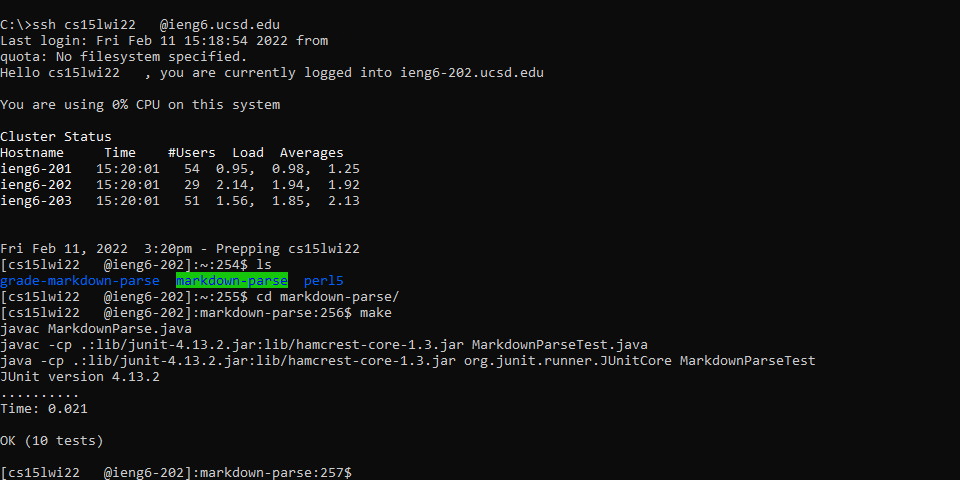 C:\>ssh cs15lwi22   @ieng6.ucsd.edu
Last login: Fri Feb 11 15:18:54 2022 from
quota: No filesystem specified.
Hello cs15lwi22   , you are currently logged into ieng6-202.ucsd.edu
You are using 0% CPU on this system
Cluster Status
Hostname     Time    #Users  Load  Averages
ieng6-201   15:20:01   54  0.95,  0.98,  1.25
ieng6-202   15:20:01   29  2.14,  1.94,  1.92
ieng6-203   15:20:01   51  1.56,  1.85,  2.13
Fri Feb 11, 2022  3:20pm - Prepping cs15lwi22
[cs15lwi22   @ieng6-202]:~:254$ ls
grade-markdown-parse  markdown-parse  perl5
[cs15lwi22   @ieng6-202]:~:255$ cd markdown-parse/
[cs15lwi22   @ieng6-202]:markdown-parse:256$ make
javac MarkdownParse.java
javac -cp .:lib/junit-4.13.2.jar:lib/hamcrest-core-1.3.jar MarkdownParseTest.java
java -cp .:lib/junit-4.13.2.jar:lib/hamcrest-core-1.3.jar org.junit.runner.JUnitCore MarkdownParseTest
JUnit version 4.13.2
..........
Time: 0.021
OK (10 tests)
[cs15lwi22   @ieng6-202]:markdown-parse:257$